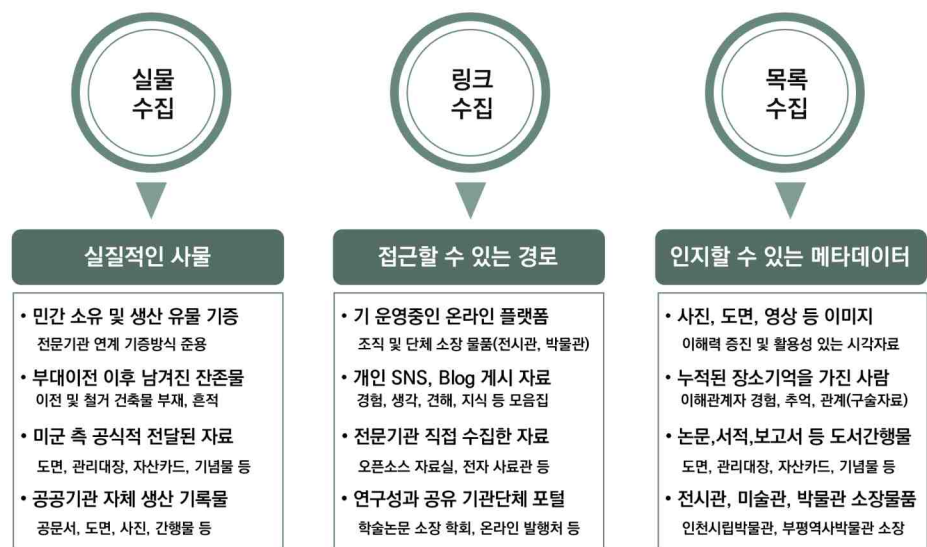 실물
수집
실질적인 사물
• 민간 소유 및 생산 유물 기증
전문기관 연계 기증방식 준용
• 부대이전 이후 남겨진 잔존물
이전 및 철거 건축물 부재, 흔적
• 미군 측 공식적 전달된 자료
도면, 관리대장, 자산카드, 기념물 등
• 공공기관 자체 생산 기록물
공문서, 도면, 사진, 간행물 등
링크
수집
접근할 수 있는 경로
• 기 운영중인 온라인 플랫폼
조직 및 단체 소장 물품(전시관, 박물관)
• 개인 SNS, Blog 게시 자료
경험, 생각, 견해, 지식 등 모음집
• 전문기관 직접 수집한 자료
오픈소스 자료실, 전자 사료관 등
• 연구성과 공유 기관단체 포털
학술논문 소장 학회, 온라인 발행처 등
목록
수집
인지할 수 있는 메타데이터
• 사진, 도면, 영상 등 이미지
이해력 증진 및 활용성 있는 시각자료
• 누적된 장소기억을 가진 사람
이해관계자 경험, 추억, 관계(구술자료)
• 논문,서적,보고서 등 도서간행물
도면, 관리대장, 자산카드, 기념물 등
• 전시관, 미술관, 박물관 소장물품
인천시립박물관, 부평역사박물관 소장